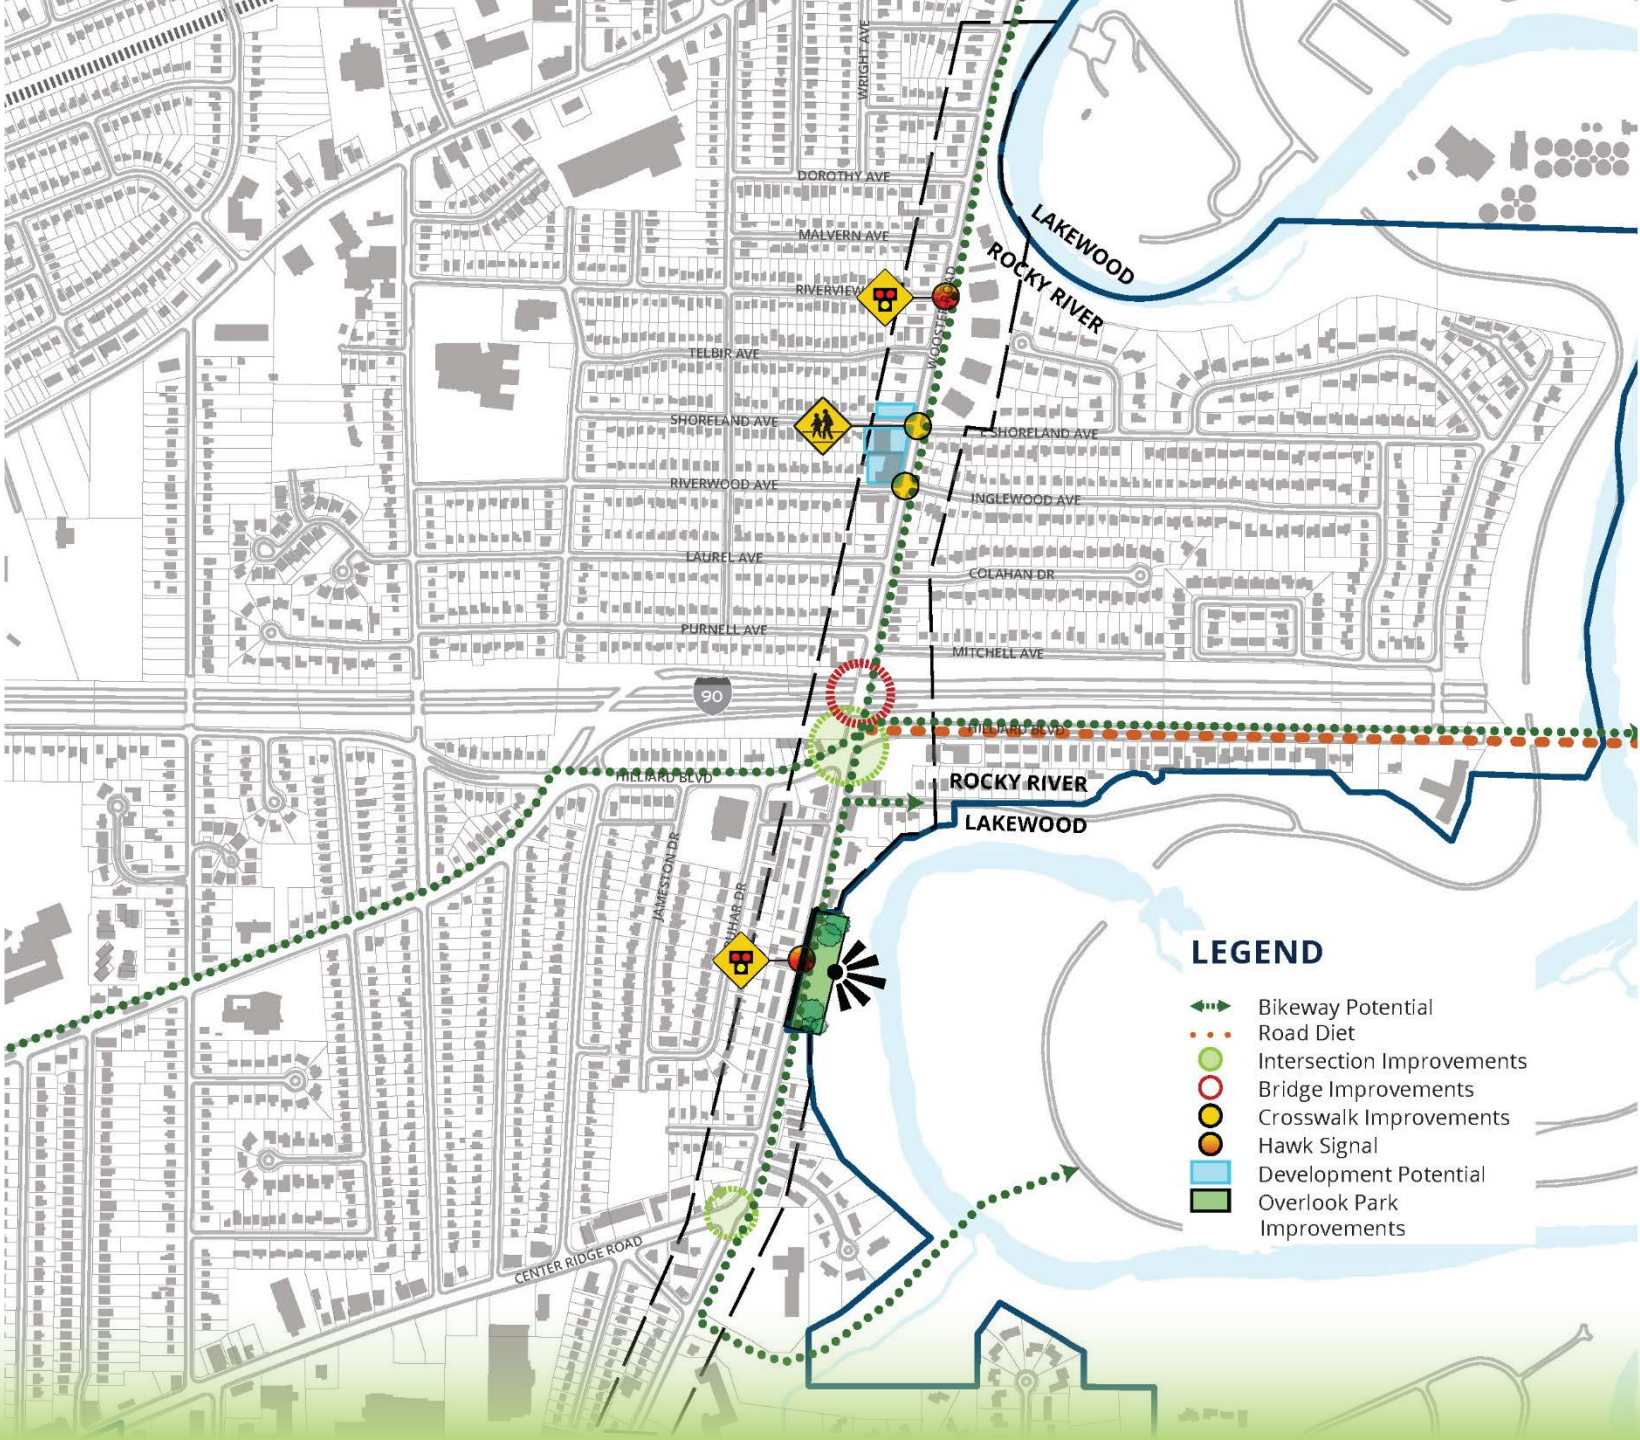 WRIGHT AVE
DOROTHY AVE
LAKEWOOD
MALVERN AVE
ROCKY RIVER
RIVERVIEW
TELBIR AVE
SHORELAND AVE
E SHORELAND AVE
RIVERWOOD AVE
INGLEWOOD AVE
LAUREL AVE
COLAHAN DR
PURNELL AVE
MITCHELL AVE
90
HILLIARD BLVD
HILLIARD BLVD
ROCKY RIVER
LAKEWOOD
JAMESTON DR
LEGEND
Bikeway Potential
Road Diet
Intersection Improvements
Bridge Improvements
Crosswalk Improvements
Hawk Signal
Development Potential
Overlook Park
Improvements
CENTER RIDGE ROAD